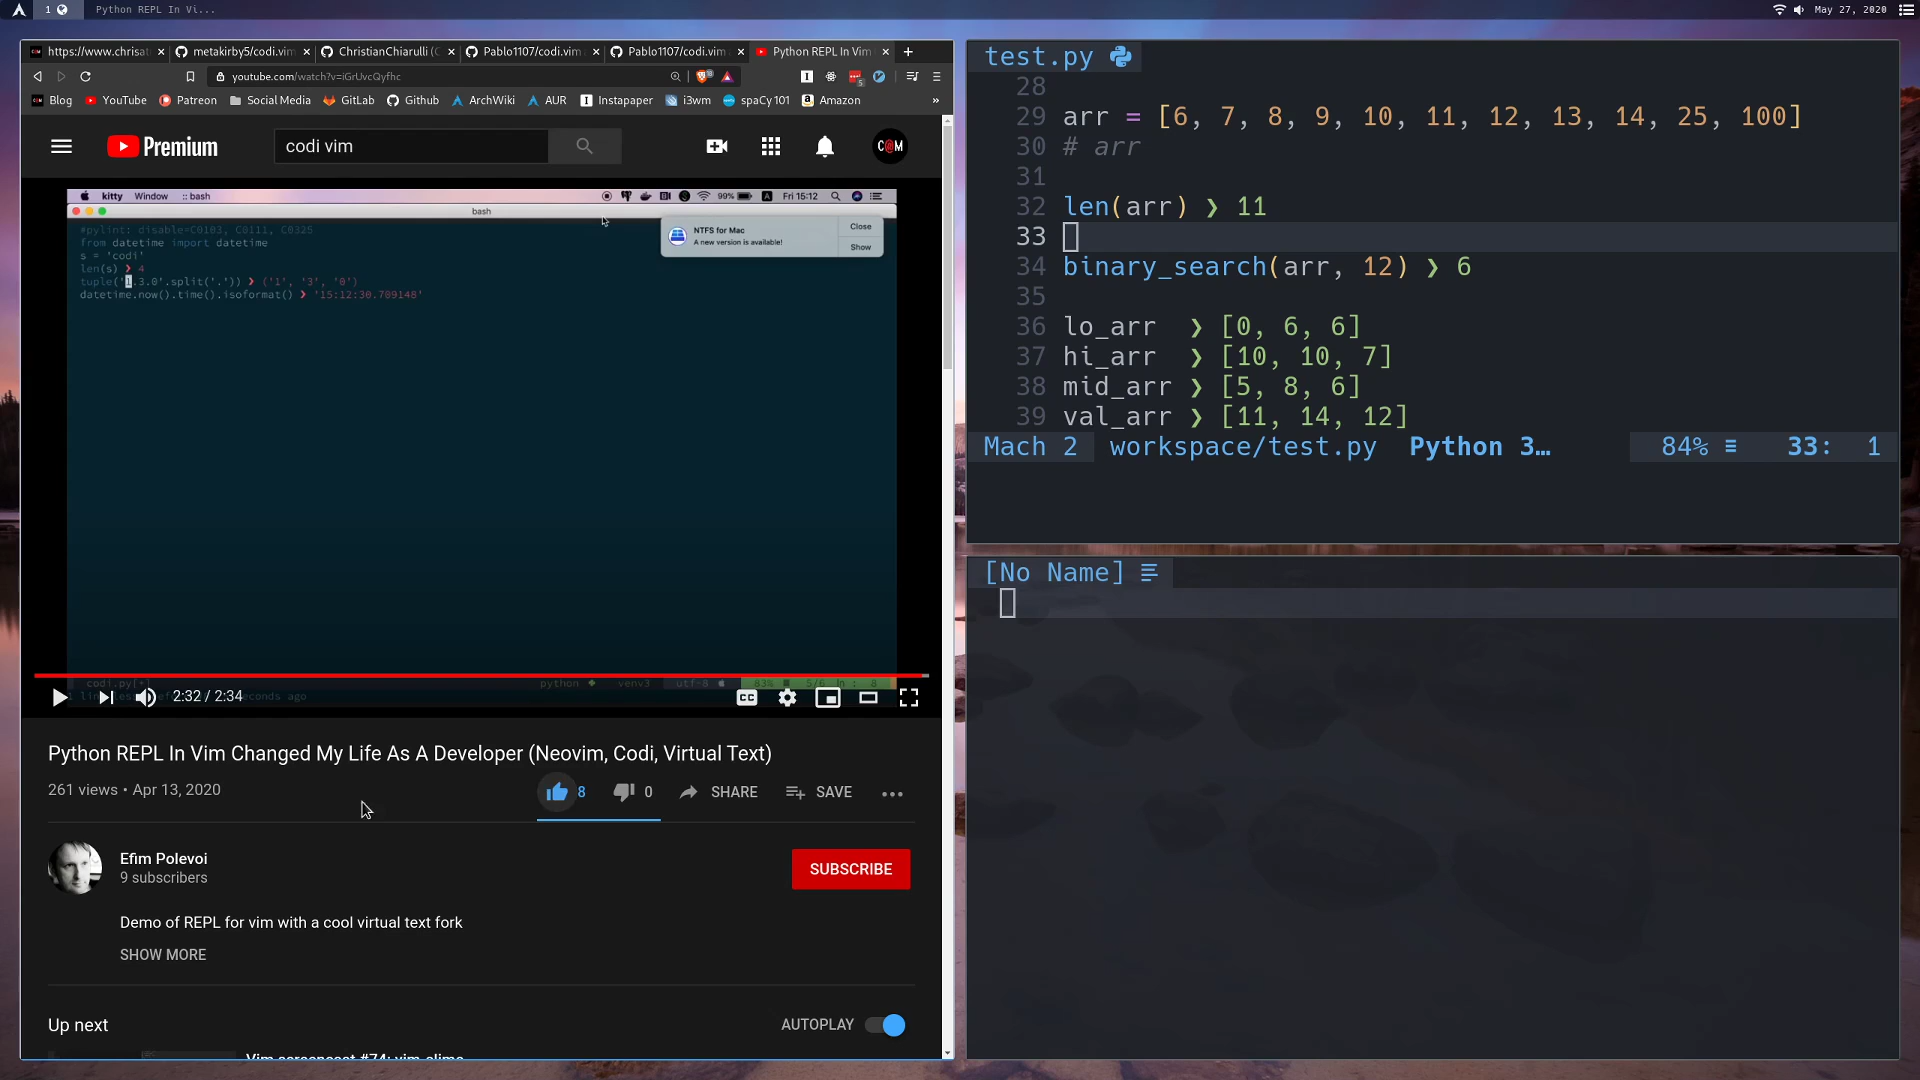 1
Python REPL In Vi...
May 27, 2020
https://www.chrisat
metakirby5/codi.vim
ChristianChiarulli (C
Pablo1107/codi.vim
Pablo1107/codi.vim
Python REPL In Vim
youtube.com/watch?v=iGrUvcQyfhc
Blog
YouTube
Patreon
Social Media
GitLab
Github
ArchWiki
AUR
Instapaper
i3wm
spaCy 101
Amazon
»
Premium
codi vim
C@M
kitty Window :: bash
99%
Fri 15:12
bash
NTFS for Mac
A new version is available!
Close
Show
#pylint: disable=C0103, C0111, C0325
from datetime import datetime
s = 'codi'
len(s) ❯ 4
tuple('1.3.0'.split('.')) ❯ ('1', '3', '0')
datetime.now().time().isoformat() ❯ '15:12:30.709148'
codi.py[+]
python
venv3
utf-8
83%
5/6
2:32 / 2:34
CC
Python REPL In Vim Changed My Life As A Developer (Neovim, Codi, Virtual Text)
261 views • Apr 13, 2020
8
0
SHARE
SAVE
Efim Polevoi
9 subscribers
SUBSCRIBE
Demo of REPL for vim with a cool virtual text fork
SHOW MORE
Up next
AUTOPLAY
Vim screencast #74: vim-slime
test.py
28
29 arr = [6, 7, 8, 9, 10, 11, 12, 13, 14, 25, 100]
30 # arr
31
32 len(arr) ❯ 11
33
34 binary_search(arr, 12) ❯ 6
35
36 lo_arr ❯ [0, 6, 6]
37 hi_arr ❯ [10, 10, 7]
38 mid_arr ❯ [5, 8, 6]
39 val_arr ❯ [11, 14, 12]
Mach 2 workspace/test.py Python 3… 84% ≡ 33: 1
[No Name]